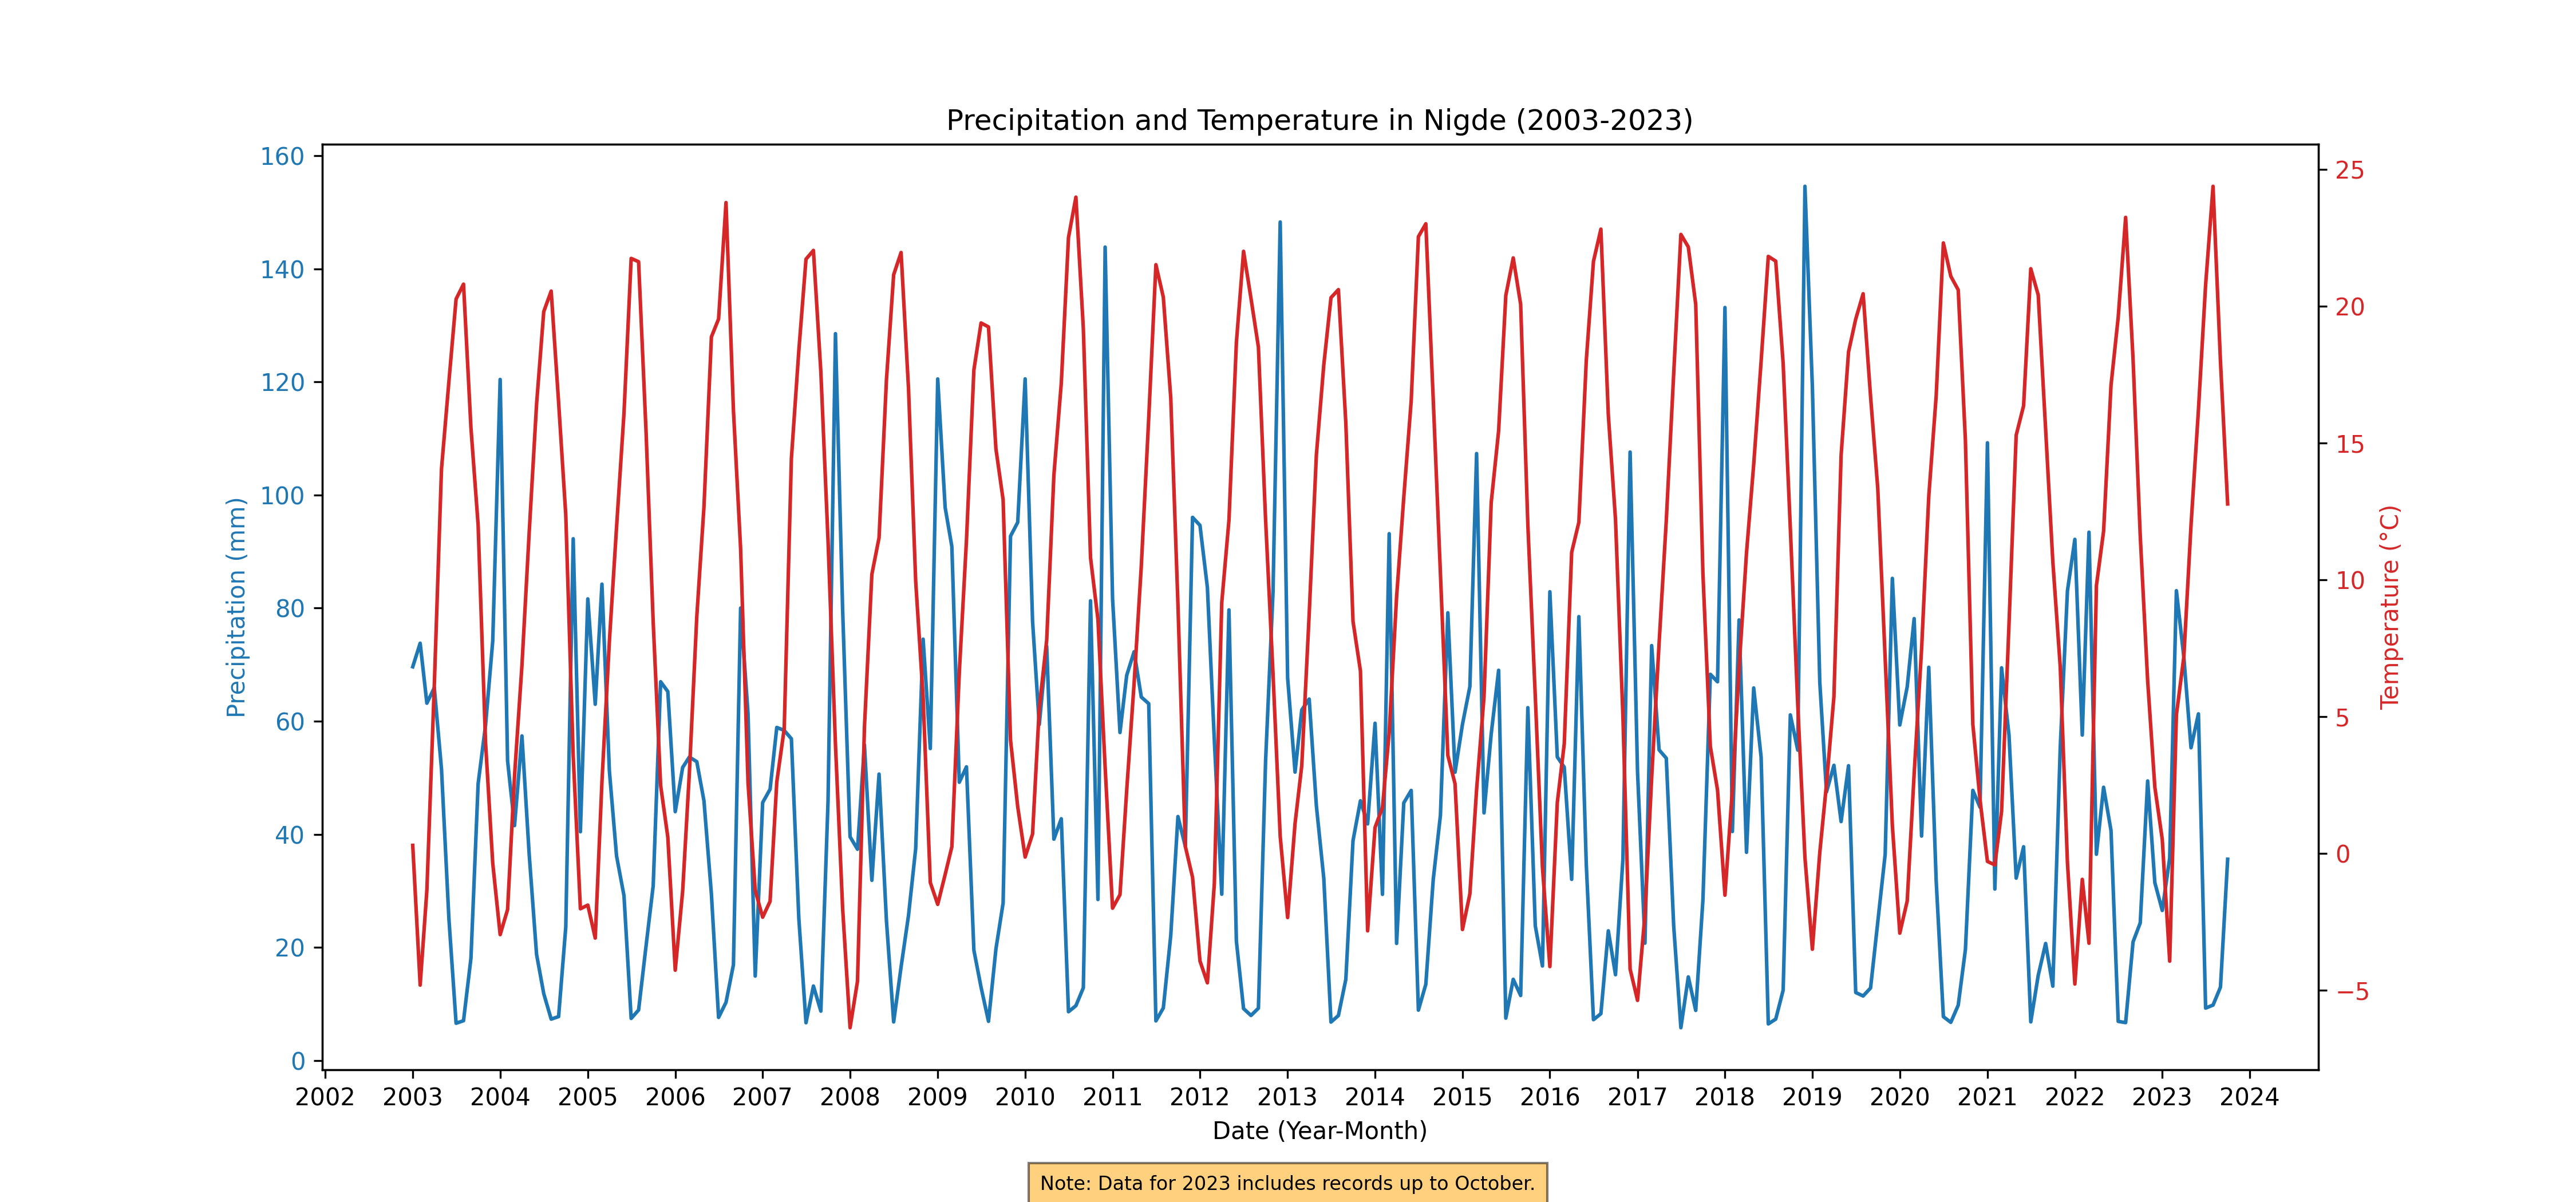 Precipitation and Temperature in Nigde (2003-2023)
160
140
120
100
80
60
40
20
0
Precipitation (mm)
25
20
15
10
5
0
−5
Temperature (°C)
2002 2003 2004 2005 2006 2007 2008 2009 2010 2011 2012 2013 2014 2015 2016 2017 2018 2019 2020 2021 2022 2023 2024
Date (Year-Month)
Note: Data for 2023 includes records up to October.